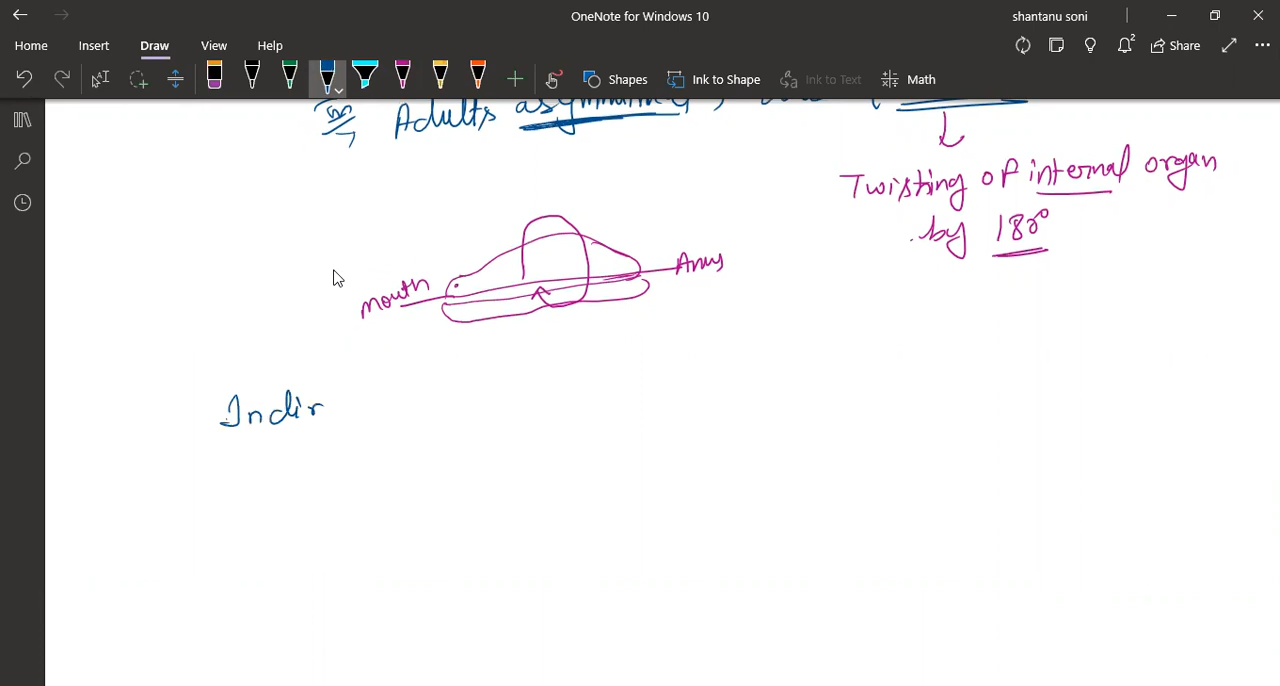 OneNote for Windows 10
shantanu soni
Home Insert Draw View Help
Share
Shapes Ink to Shape Ink to Text Math
Adults
Twisting of internal organ
by 180°
Mouth
Anus
Indir